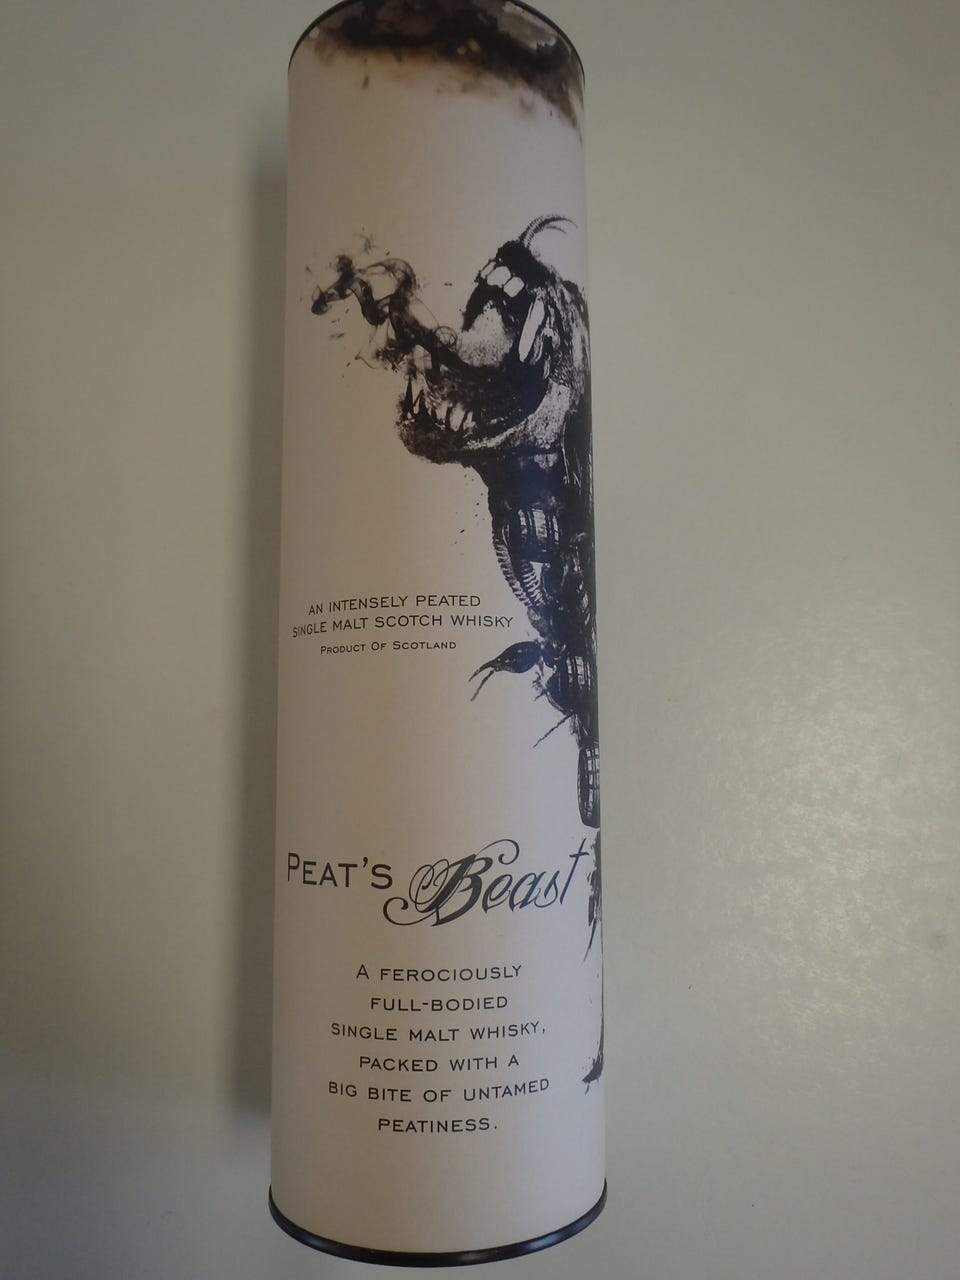 AN INTENSELY PEATED
SINGLE MALT SCOTCH WHISKY
PRODUCT OF SCOTLAND
PEAT'S Beast
A FEROCIOUSLY
FULL-BODIED
SINGLE MALT WHISKY,
PACKED WITH A
BIG BITE OF UNTAMED
PEATINESS.